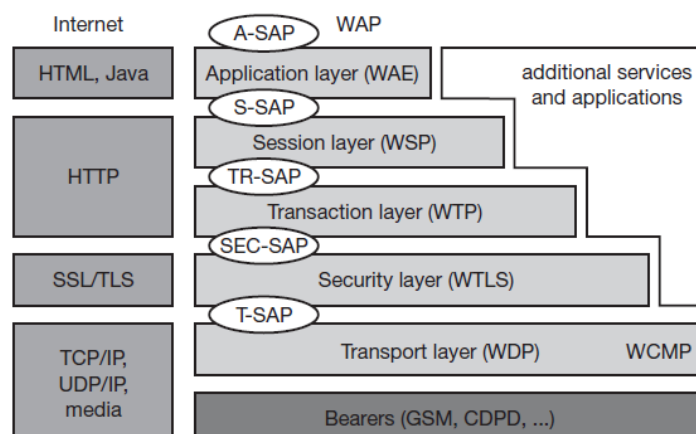 Internet
A-SAP
WAP
HTML, Java
Application layer (WAE)
additional services
and applications
S-SAP
HTTP
Session layer (WSP)
TR-SAP
Transaction layer (WTP)
SEC-SAP
SSL/TLS
Security layer (WTLS)
T-SAP
TCP/IP,
UDP/IP,
media
Transport layer (WDP)
WCMP
Bearers (GSM, CDPD, ...)